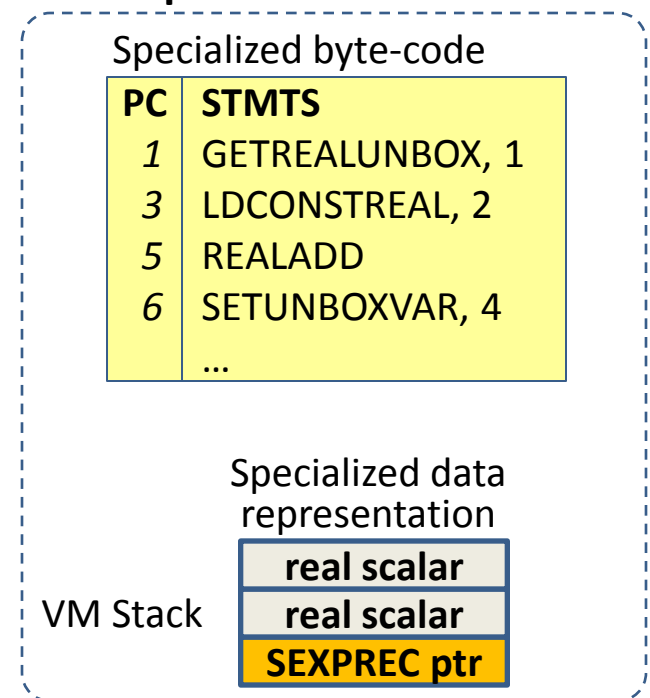 Specialized byte-code
PC STMTS
1 GETREALUNBOX, 1
3 LDCONSTREAL, 2
5 REALADD
6 SETUNBOXVAR, 4
...
Specialized data
representation
real scalar
VM Stack real scalar
SEXPREC ptr